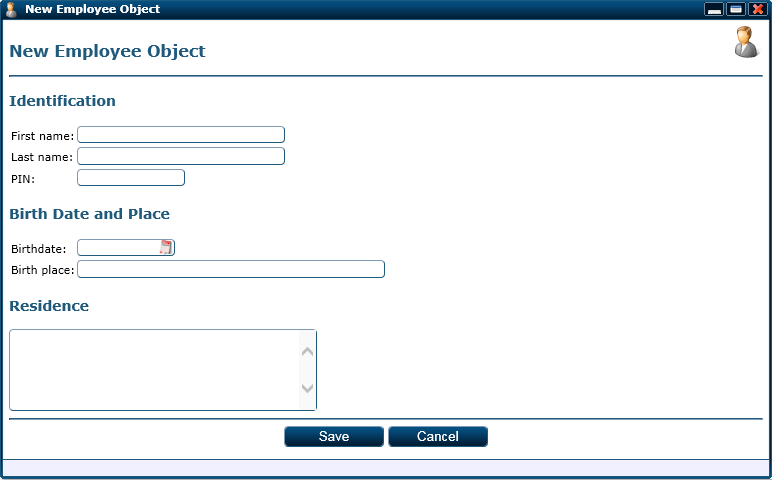 New Employee Object
New Employee Object
Identification
First name:
Last name:
PIN:
Birth Date and Place
Birthdate:
Birth place:
Residence
Save Cancel